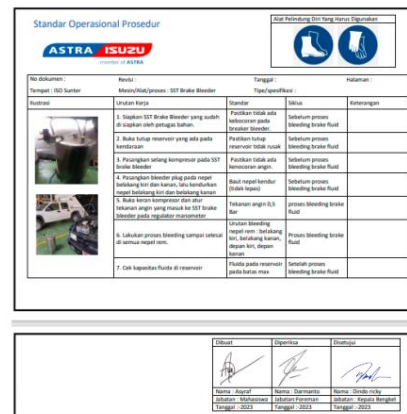 Standar Operasional Prosedur
Alat Pelindung Diri Yang Harus Digunakan
ASTRA ISUZU
member of ASTRA
No dokumen :
Revisi :
Tanggal :
Halaman :
Tempat : ISO Sunter
Mesin/Alat/proses : SST Brake Bleeder
Tipe/spesifikasi :
Ilustrasi
Urutan Kerja
Standar
Siklus
Keterangan
1. Siapkan SST Brake Bleeder yang sudah
di siapkan oleh petugas bahan.
Pastikan tidak ada
kebocoran pada
breaker bleeder.
Sebelum proses
bleeding brake fluid
2. Buka tutup reservoir yang ada pada
kendaraan
Pastikan tutup
reservoir tidak rusak
Sebelum proses
bleeding brake fluid
3. Pasangkan selang kompresor pada SST
brake bleeder
Pastikan tidak ada
kebocoran angin.
Sebelum proses
bleeding brake fluid
4. Pasangkan bleeder plug pada nepel
belakang kiri dan kanan, lalu kendurkan
nepel belakang kiri dan belakang kanan
Baut nepel kendur
(tidak lepas)
Sebelum proses
bleeding brake fluid
5. Buka keran kompresor dan atur
tekanan angin yang masuk ke SST brake
bleeder pada regulator manometer
Tekanan angin 0,5
Bar
proses bleeding brake
fluid
6. Lakukan proses bleeding sampai selesai
di semua nepel rem.
Urutan bleeding
nepel rem : belakang
kiri, belakang kanan,
depan kiri, depan
kanan
Proses bleeding brake
fluid
7. Cek kapasitas fluida di reservoir
Fluida pada reservoir
pada batas max
Setelah proses
bleeding brake fluid
Dibuat
Diperiksa
Disetujui
Nama : Asyraf
Nama : Darmanto
Nama : Dindo ricky
Jabatan : Mahasiswa
Jabatan Foreman
Jabatan : Kepala Bengkel
Tanggal :-2023
Tanggal :-2023
Tanggal :-2023